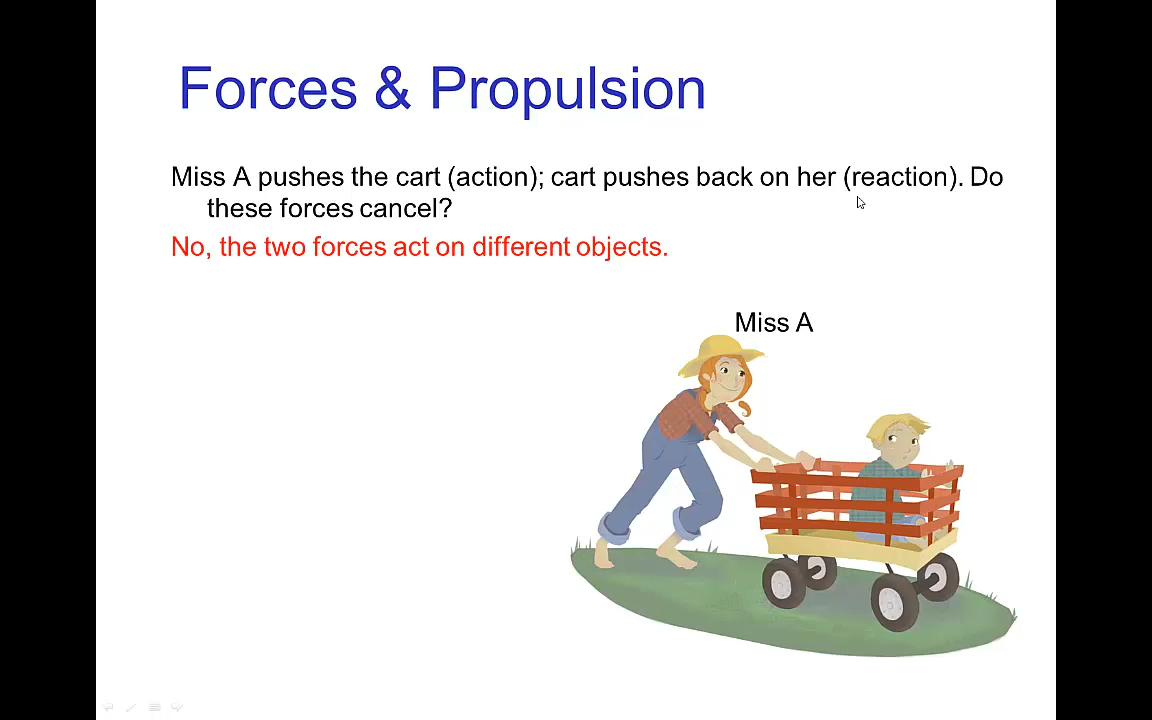 Forces & Propulsion
Miss A pushes the cart (action); cart pushes back on her (reaction). Do
these forces cancel?
No, the two forces act on different objects.
Miss A